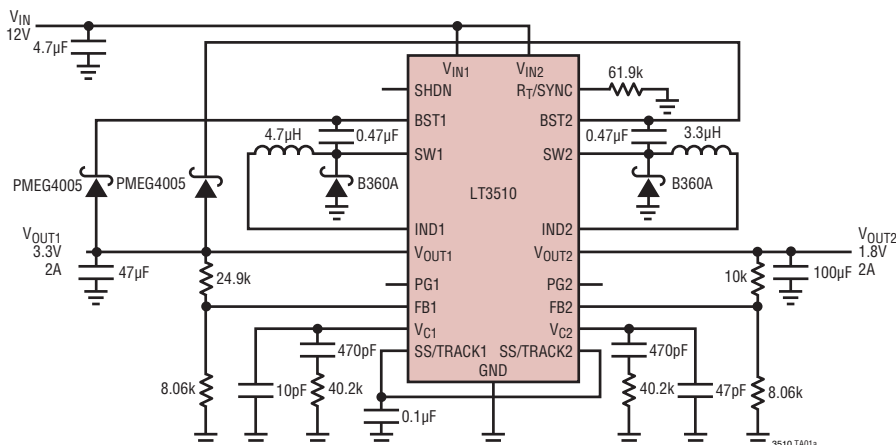 VIN
12V
4.7µF
VIN1
VIN2
SHDN
RT/SYNC
61.9k
BST1
BST2
4.7µH
0.47µF
0.47µF
3.3µH
SW1
SW2
PMEG4005
PMEG4005
B360A
LT3510
B360A
IND1
IND2
VOUT1
3.3V
2A
VOUT1
VOUT2
VOUT2
1.8V
2A
47µF
24.9k
10k
100µF
PG1
PG2
FB1
FB2
VC1
VC2
470pF
SS/TRACK1
SS/TRACK2
470pF
GND
8.06k
10pF
40.2k
40.2k
47pF
8.06k
0.1µF
3510 TA01a